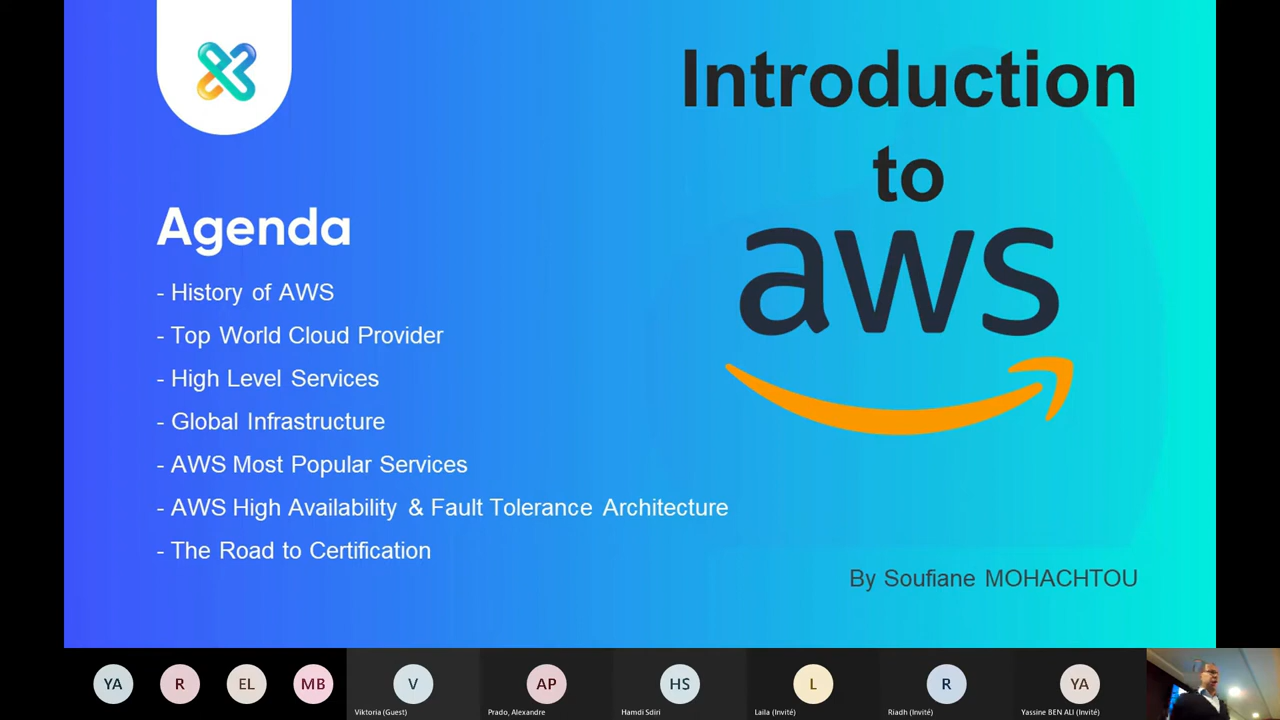 Introduction
to
aws
Agenda
- History of AWS
- Top World Cloud Provider
- High Level Services
- Global Infrastructure
- AWS Most Popular Services
- AWS High Availability & Fault Tolerance Architecture
- The Road to Certification
By Soufiane MOHACHTOU
YA R EL MB V AP HS L R YA
Viktoria (Guest) Prado, Alexandre Hamdi Sdiri Laila (Invité) Riadh (Invité) Yassine BEN ALI (Invité)